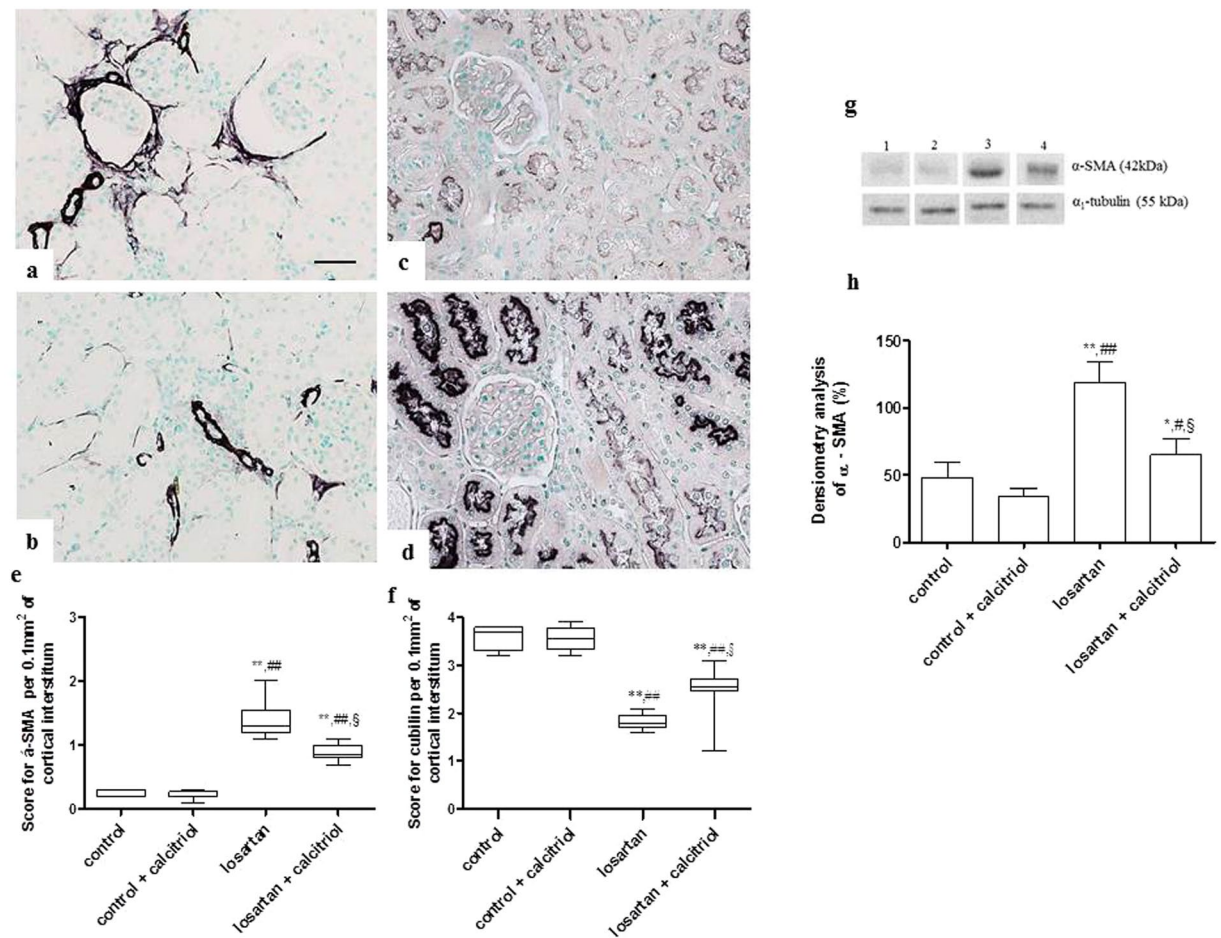 a
b
c
d
e
Score for á-SMA per 0.1mm² of
cortical interstitum
3
2
1
0
**,##
**,##,§
control
control + calcitriol
losartan
losartan + calcitriol
f
Score for cubilin per 0.1mm² of
cortical interstitum
4
3
2
1
0
**,##
**,##,§
control
control + calcitriol
losartan
losartan + calcitriol
g
1 2 3 4
α-SMA (42kDa)
α₁-tubulin (55 kDa)
h
Densiometry analysis
of α - SMA (%)
150
100
50
0
**,##
*,#,§
control
control + calcitriol
losartan
losartan + calcitriol